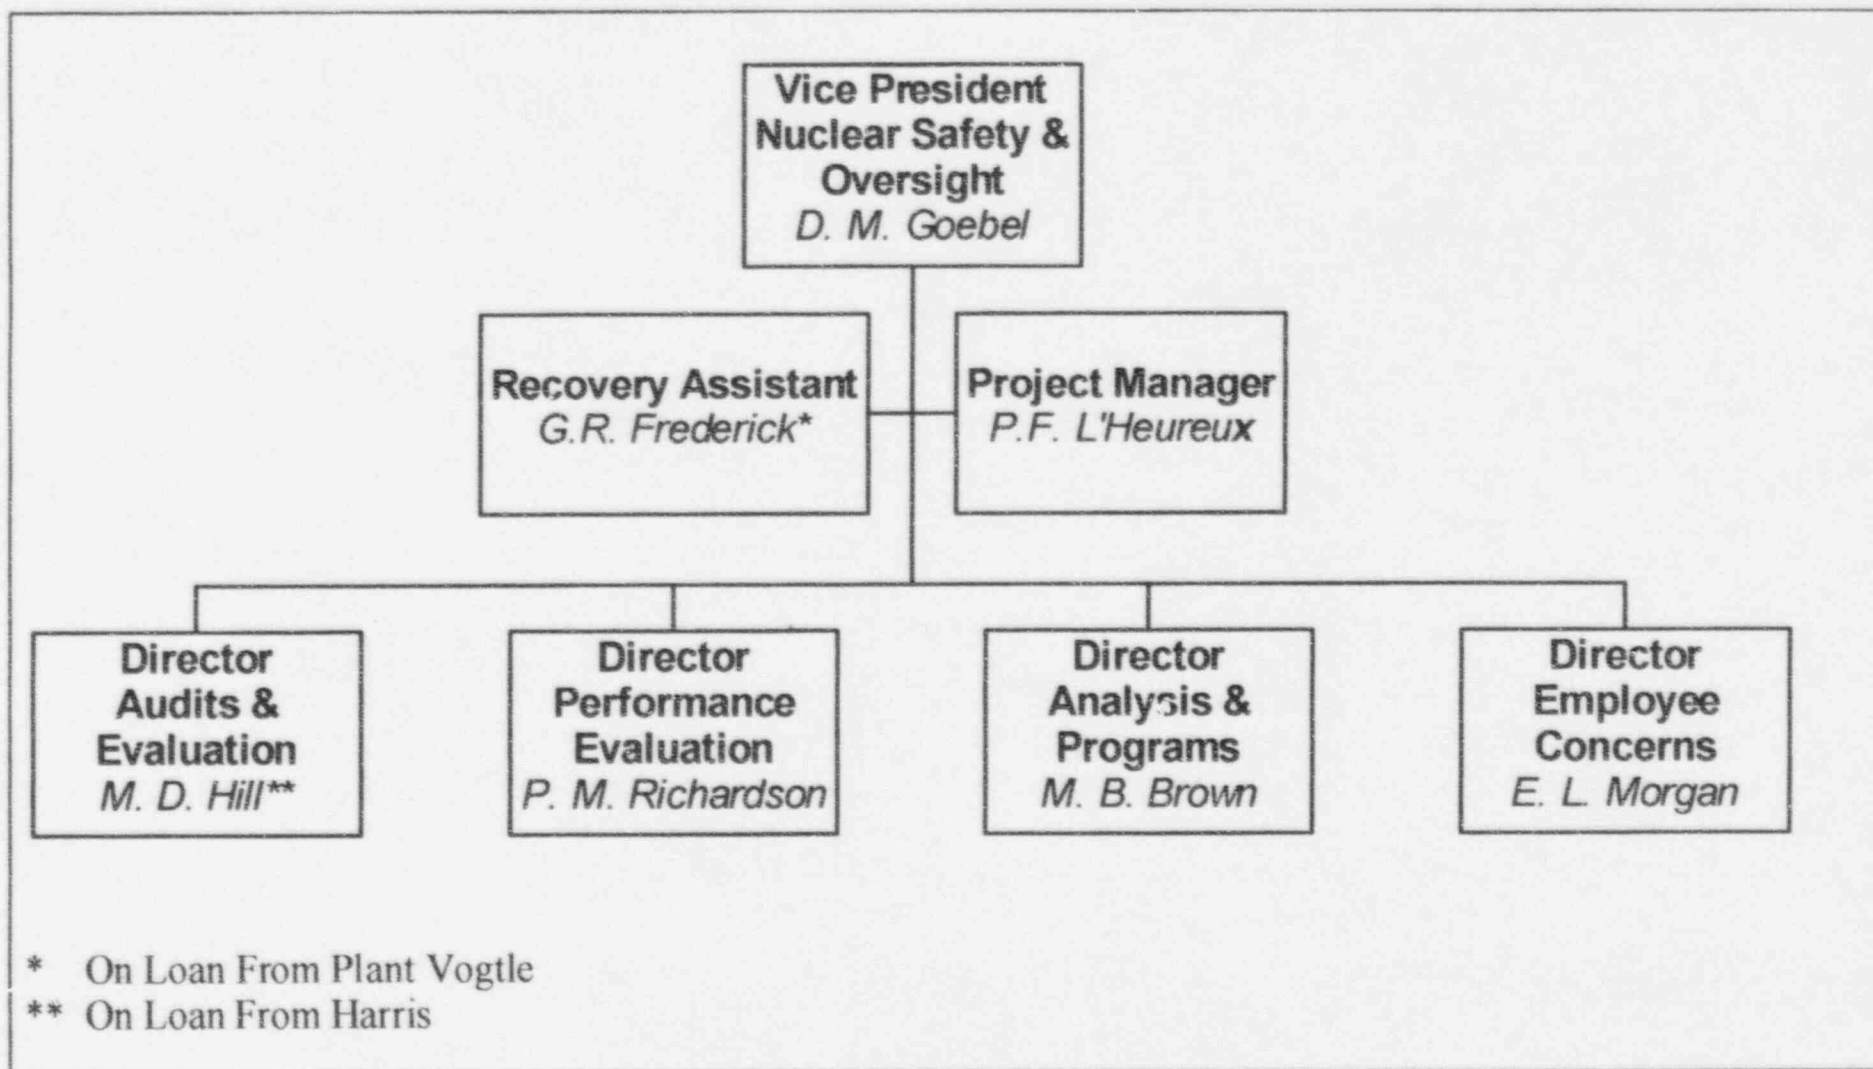 Vice President
Nuclear Safety &
Oversight
D. M. Goebel
Recovery Assistant
G.R. Frederick*
Project Manager
P.F. L'Heureux
Director
Audits &
Evaluation
M. D. Hill**
Director
Performance
Evaluation
P. M. Richardson
Director
Analysis &
Programs
M. B. Brown
Director
Employee
Concerns
E. L. Morgan
* On Loan From Plant Vogtle
** On Loan From Harris